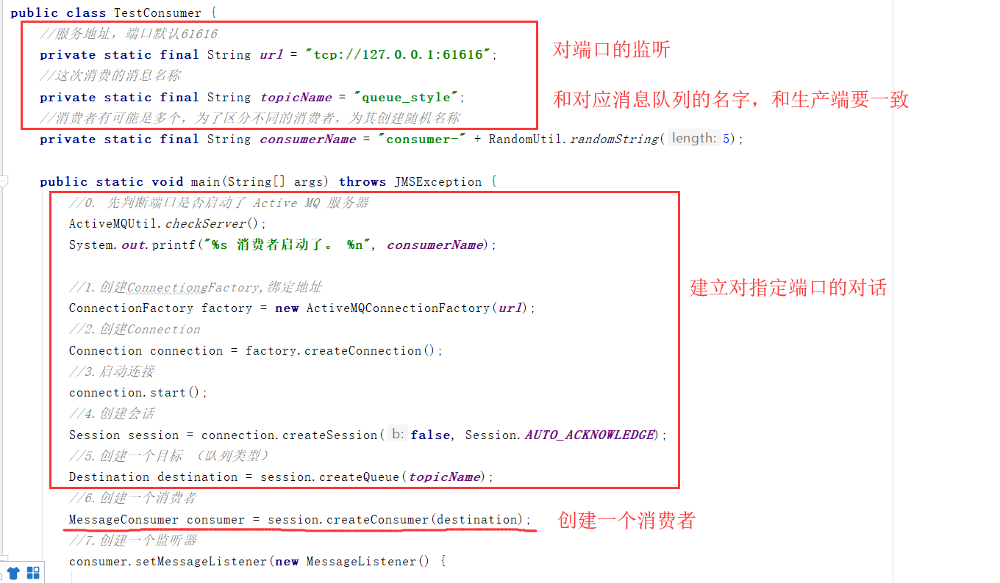 public class TestConsumer {
//服务地址，端口默认61616
private static final String url = "tcp://127.0.0.1:61616";
对端口的监听
//这次消费的消息名称
private static final String topicName = "queue_style";
和对应消息队列的名字，和生产端要一致
//消费者有可能是多个，为了区分不同的消费者，为其创建随机名称
private static final String consumerName = "consumer-" + RandomUtil.randomString( length: 5);
public static void main(String[] args) throws JMSException {
//0. 先判断端口是否启动了 Active MQ 服务器
ActiveMQUtil.checkServer();
System.out.printf("%s 消费者启动了。 %n", consumerName);
//1.创建ConnectiongFactory,绑定地址
建立对指定端口的对话
ConnectionFactory factory = new ActiveMQConnectionFactory(url);
//2.创建Connection
Connection connection = factory.createConnection();
//3.启动连接
connection.start();
//4.创建会话
Session session = connection.createSession( b: false, Session.AUTO_ACKNOWLEDGE);
//5.创建一个目标 （队列类型）
Destination destination = session.createQueue(topicName);
//6.创建一个消费者
MessageConsumer consumer = session.createConsumer(destination);
创建一个消费者
//7.创建一个监听器
consumer.setMessageListener(new MessageListener() {